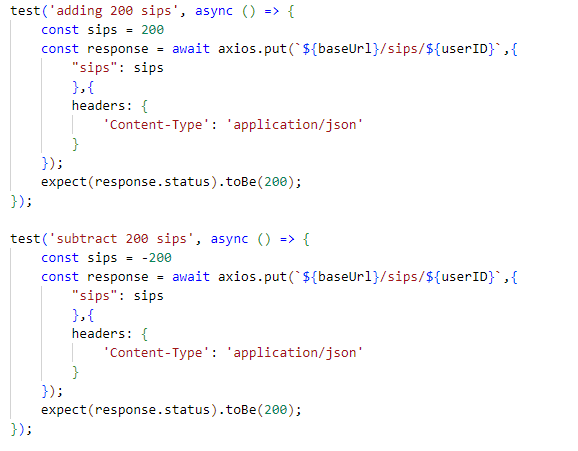 test('adding 200 sips', async () => {
    const sips = 200
    const response = await axios.put(`${baseUrl}/sips/${userID}`,{
        "sips": sips
        },{
        headers: {
            'Content-Type': 'application/json'
        }
    });
    expect(response.status).toBe(200);
});

test('subtract 200 sips', async () => {
    const sips = -200
    const response = await axios.put(`${baseUrl}/sips/${userID}`,{
        "sips": sips
        },{
        headers: {
            'Content-Type': 'application/json'
        }
    });
    expect(response.status).toBe(200);
});